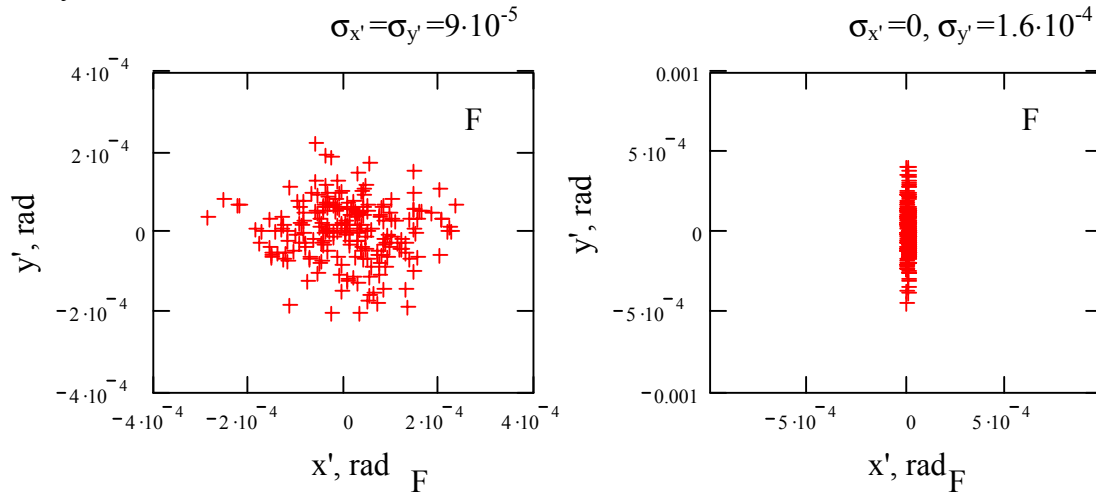 σx'=σy'=9·10-5
σx'=0, σy'=1.6·10-4
4·10-4
2·10-4
0
−2·10-4
−4·10-4
y', rad
F
−4·10-4 −2·10-4 0 2·10-4 4·10-4
x', rad F
0.001
5·10-4
0
−5·10-4
−0.001
y', rad
F
−5·10-4 0 5·10-4
x', rad F